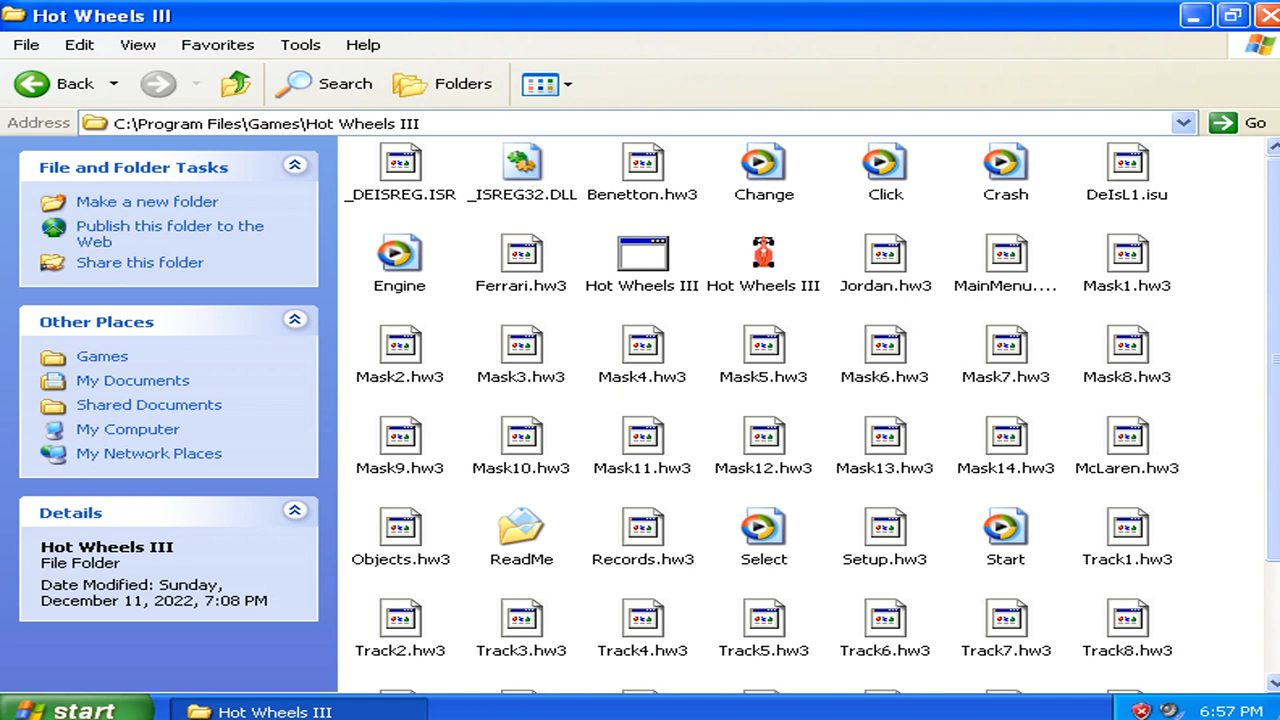 Hot Wheels III
File Edit View Favorites Tools Help
Back Search Folders
Address C:\Program Files\Games\Hot Wheels III Go
File and Folder Tasks
Make a new folder
Publish this folder to the
Web
Share this folder
Other Places
Games
My Documents
Shared Documents
My Computer
My Network Places
Details
Hot Wheels III
File Folder
Date Modified: Sunday,
December 11, 2022, 7:08 PM
_DEISREG.ISR _ISREG32.DLL Benetton.hw3 Change Click Crash DeIsL1.isu
Engine Ferrari.hw3 Hot Wheels III Hot Wheels III Jordan.hw3 MainMenu.... Mask1.hw3
Mask2.hw3 Mask3.hw3 Mask4.hw3 Mask5.hw3 Mask6.hw3 Mask7.hw3 Mask8.hw3
Mask9.hw3 Mask10.hw3 Mask11.hw3 Mask12.hw3 Mask13.hw3 Mask14.hw3 McLaren.hw3
Objects.hw3 ReadMe Records.hw3 Select Setup.hw3 Start Track1.hw3
Track2.hw3 Track3.hw3 Track4.hw3 Track5.hw3 Track6.hw3 Track7.hw3 Track8.hw3
start Hot Wheels III 6:57 PM